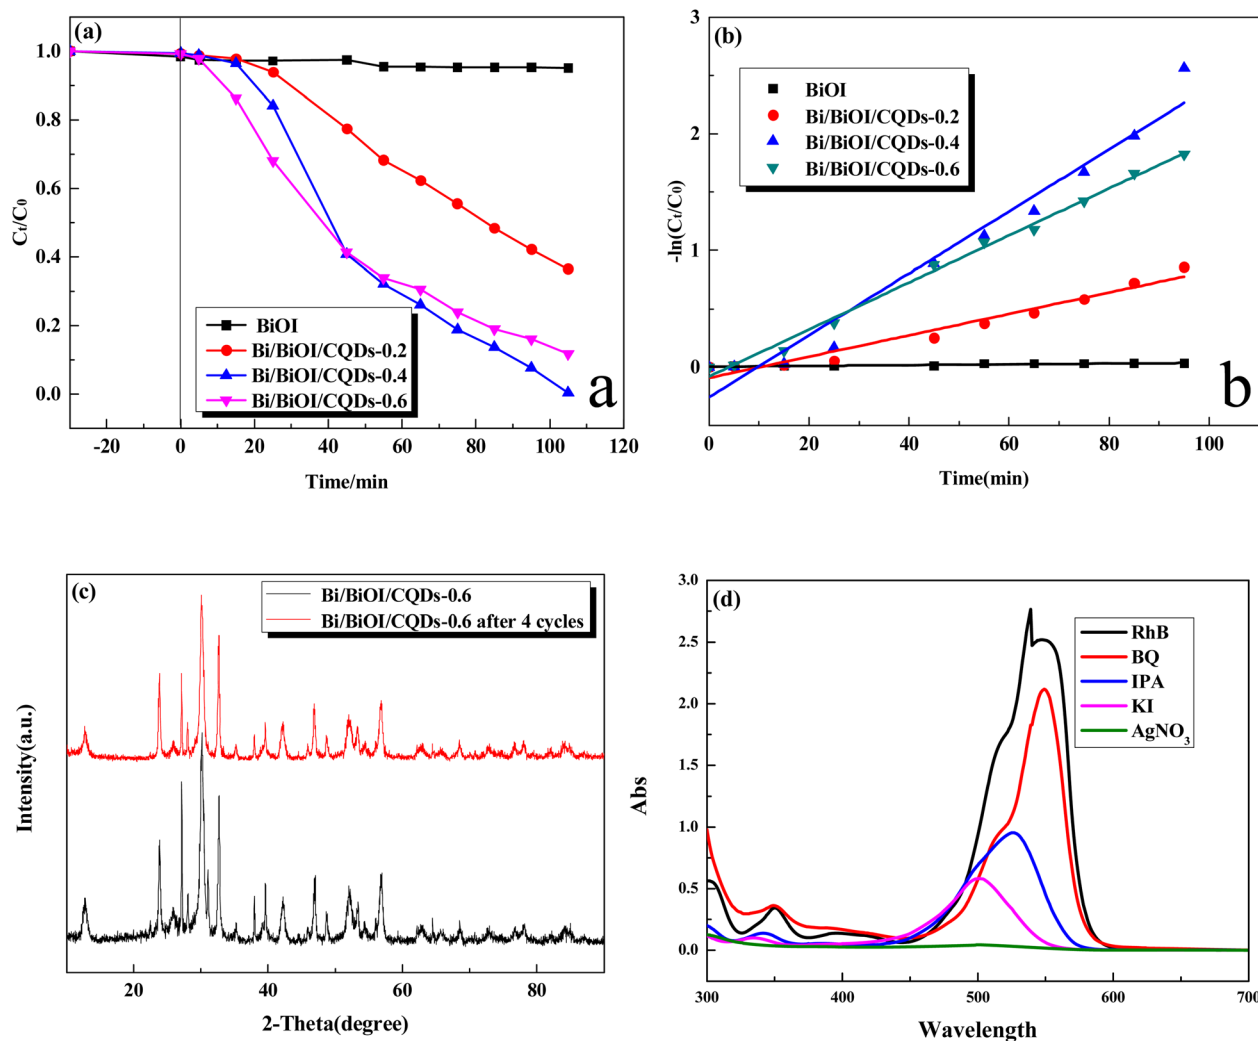 (a)
1.0
0.8
0.6
0.4
0.2
0.0
Ct/C0
BiOI
Bi/BiOI/CQDs-0.2
Bi/BiOI/CQDs-0.4
Bi/BiOI/CQDs-0.6
a
-20 0 20 40 60 80 100 120
Time/min
(b)
3
2
1
0
-ln(Ct/C0)
BiOI
Bi/BiOI/CQDs-0.2
Bi/BiOI/CQDs-0.4
Bi/BiOI/CQDs-0.6
b
0 20 40 60 80 100
Time(min)
(c)
Bi/BiOI/CQDs-0.6
Bi/BiOI/CQDs-0.6 after 4 cycles
Intensity(a.u.)
20 40 60 80
2-Theta(degree)
(d)
3.0
2.5
2.0
1.5
1.0
0.5
0.0
Abs
RhB
BQ
IPA
KI
AgNO3
300 400 500 600 700
Wavelength